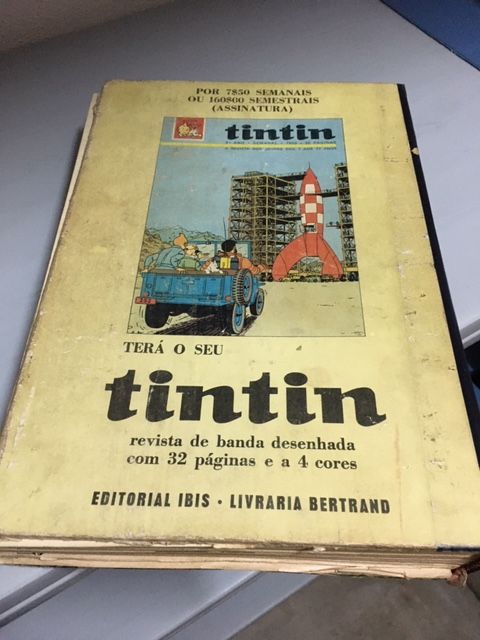 POR 7$50 SEMANAIS
OU 160$00 SEMESTRAIS
(ASSINATURA)
tintin
TERÁ O SEU
tintin
revista de banda desenhada
com 32 páginas e a 4 cores
EDITORIAL IBIS · LIVRARIA BERTRAND